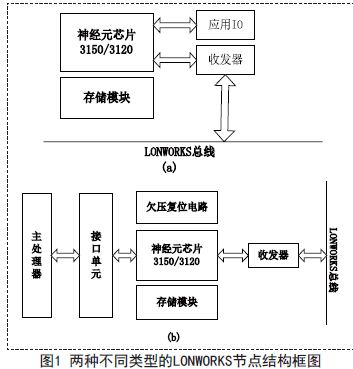 神经元芯片
3150/3120
应用IO
收发器
存储模块
LONWORKS总线
(a)
主处理器
接口单元
欠压复位电路
神经元芯片
3150/3120
收发器
存储模块
LONWORKS总线
(b)
图1 两种不同类型的LONWORKS节点结构框图